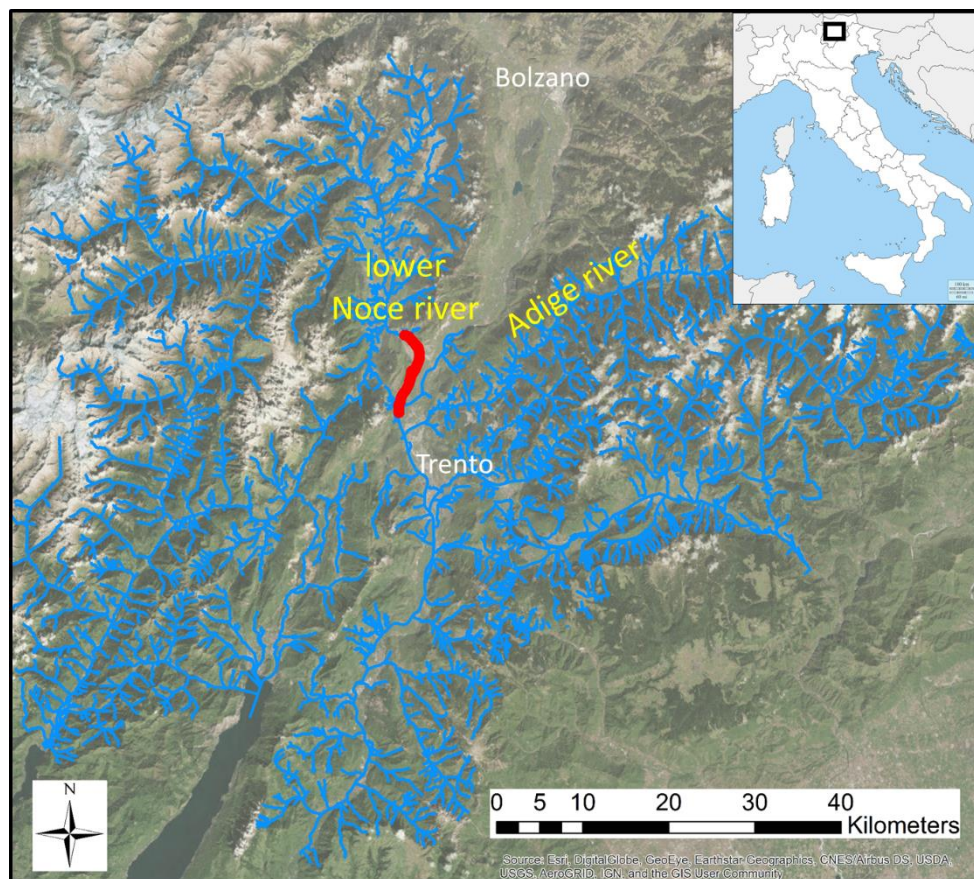 Bolzano
lower
Noce river
Adige river
Trento
N
0 2 5 10 20 30 40
Kilometers
Source: Esri, DigitalGlobe, GeoEye, Earthstar Geographics, CNES/Airbus DS, USDA,
USGS, AeroGRID, IGN, and the GIS User Community